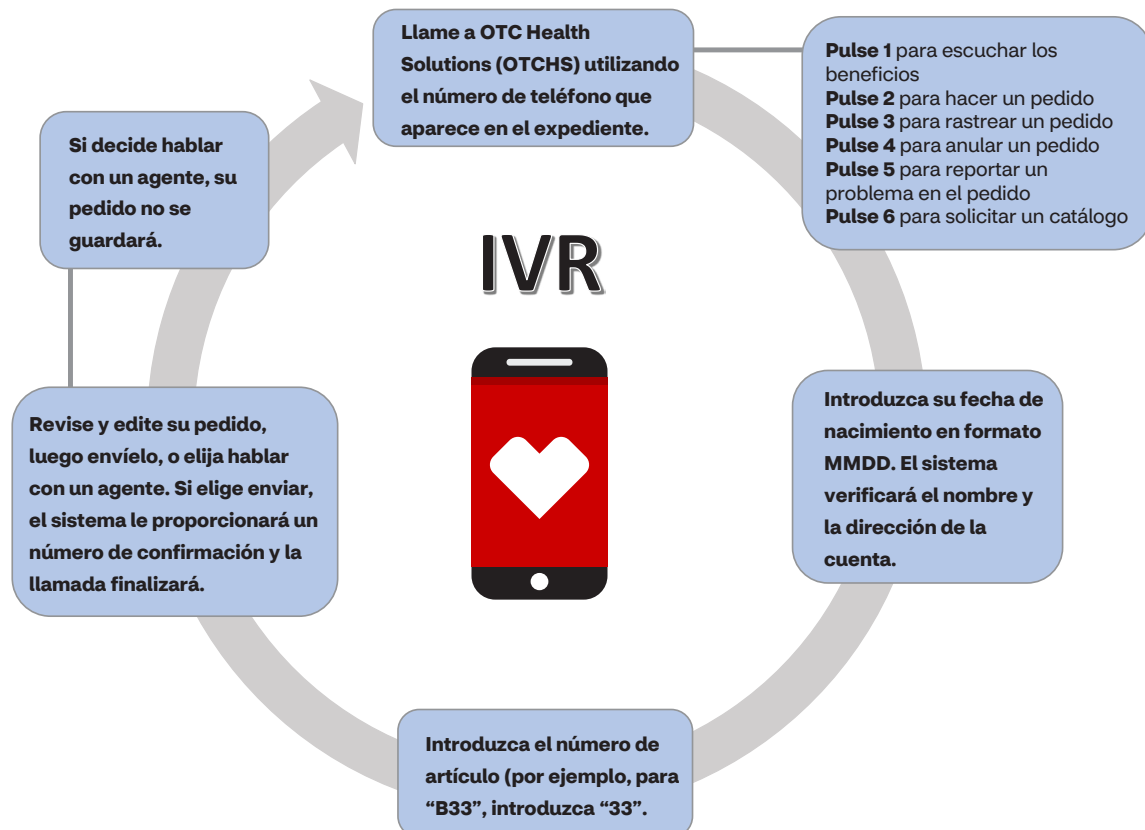 Llame a OTC Health
Solutions (OTCHS) utilizando
el número de teléfono que
aparece en el expediente.
Pulse 1 para escuchar los
beneficios
Pulse 2 para hacer un pedido
Pulse 3 para rastrear un pedido
Pulse 4 para anular un pedido
Pulse 5 para reportar un
problema en el pedido
Pulse 6 para solicitar un catálogo
Si decide hablar
con un agente, su
pedido no se
guardará.
IVR
Introduzca su fecha de
nacimiento en formato
MMDD. El sistema
verificará el nombre y
la dirección de la
cuenta.
Revise y edite su pedido,
luego envíelo, o elija hablar
con un agente. Si elige enviar,
el sistema le proporcionará un
número de confirmación y la
llamada finalizará.
Introduzca el número de
artículo (por ejemplo, para
“B33”, introduzca “33”.